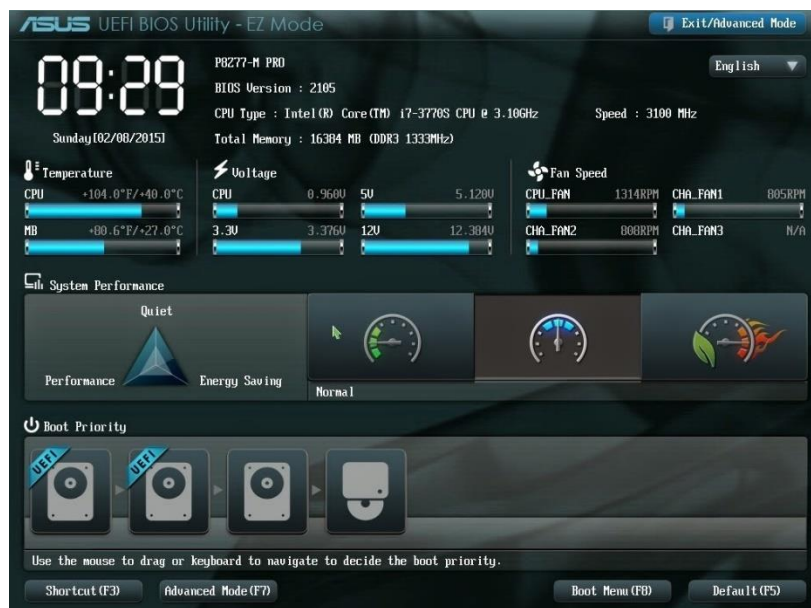 ASUS UEFI BIOS Utility - EZ Mode
Exit/Advanced Mode
09:29
Sunday[02/08/2015]
P8Z77-M PRO
BIOS Version : 2105
CPU Type : Intel(R) Core(TM) i7-3770S CPU @ 3.10GHz
Speed : 3100 MHz
Total Memory : 16384 MB (DDR3 1333MHz)
English
Temperature
CPU +104.0°F/+40.0°C
MB +80.6°F/+27.0°C
Voltage
CPU 0.960V 5V 5.120V
3.3V 3.376V 12V 12.384V
Fan Speed
CPU_FAN 1314RPM CHA_FAN1 805RPM
CHA_FAN2 808RPM CHA_FAN3 N/A
System Performance
Quiet
Performance Energy Saving
Normal
Boot Priority
UEFI UEFI
Use the mouse to drag or keyboard to navigate to decide the boot priority.
Shortcut(F3) Advanced Mode(F7) Boot Menu(F8) Default(F5)